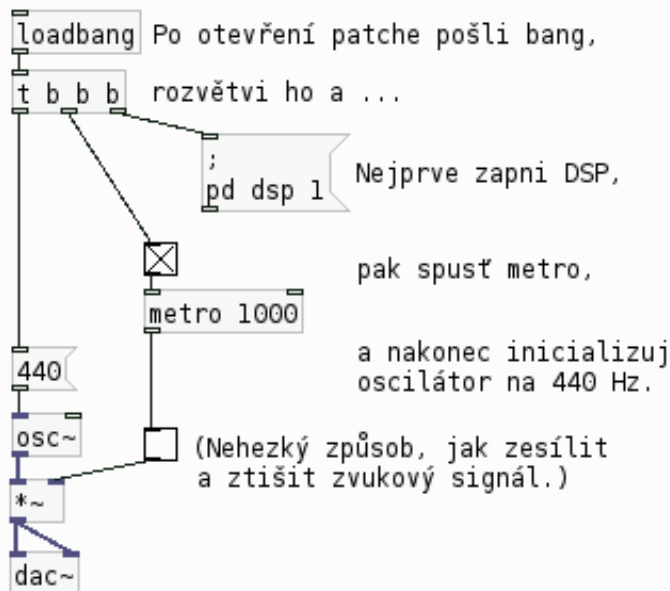 loadbang Po otevření patche pošli bang,
t b b b rozvětvi ho a ...
;
pd dsp 1
Nejprve zapni DSP,
pak spusť metro,
metro 1000
a nakonec inicializuj
oscilátor na 440 Hz.
440
osc~
(Nehezký způsob, jak zesílit
a ztišit zvukový signál.)
*~
dac~